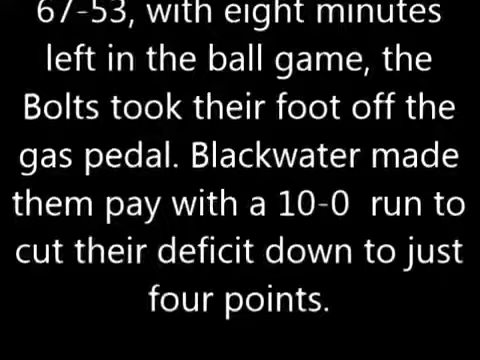 67-53, with eight minutes
left in the ball game, the
Bolts took their foot off the
gas pedal. Blackwater made
them pay with a 10-0  run to
cut their deficit down to just
four points.